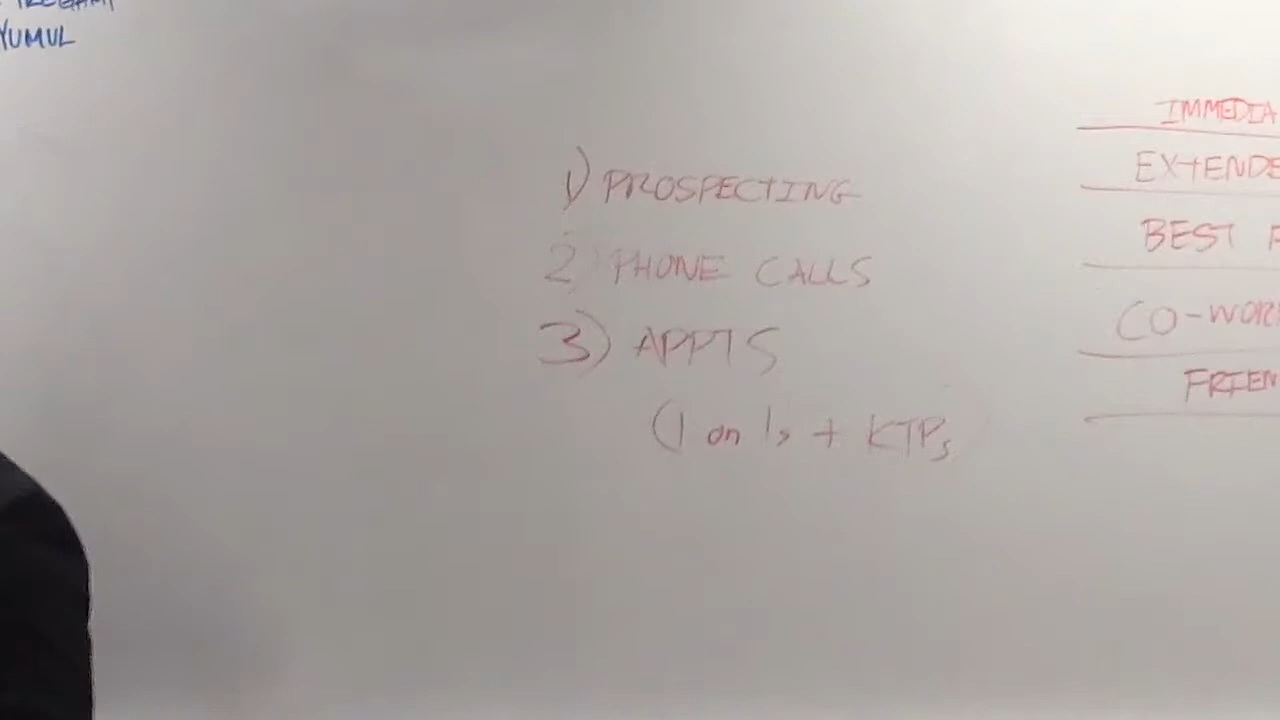 YUMUL
1) PROSPECTING
2) PHONE CALLS
3) APPTS
(1 on 1s + KTPs
IMMEDIA
EXTENDE
BEST F
CO-WOR
FRIEN